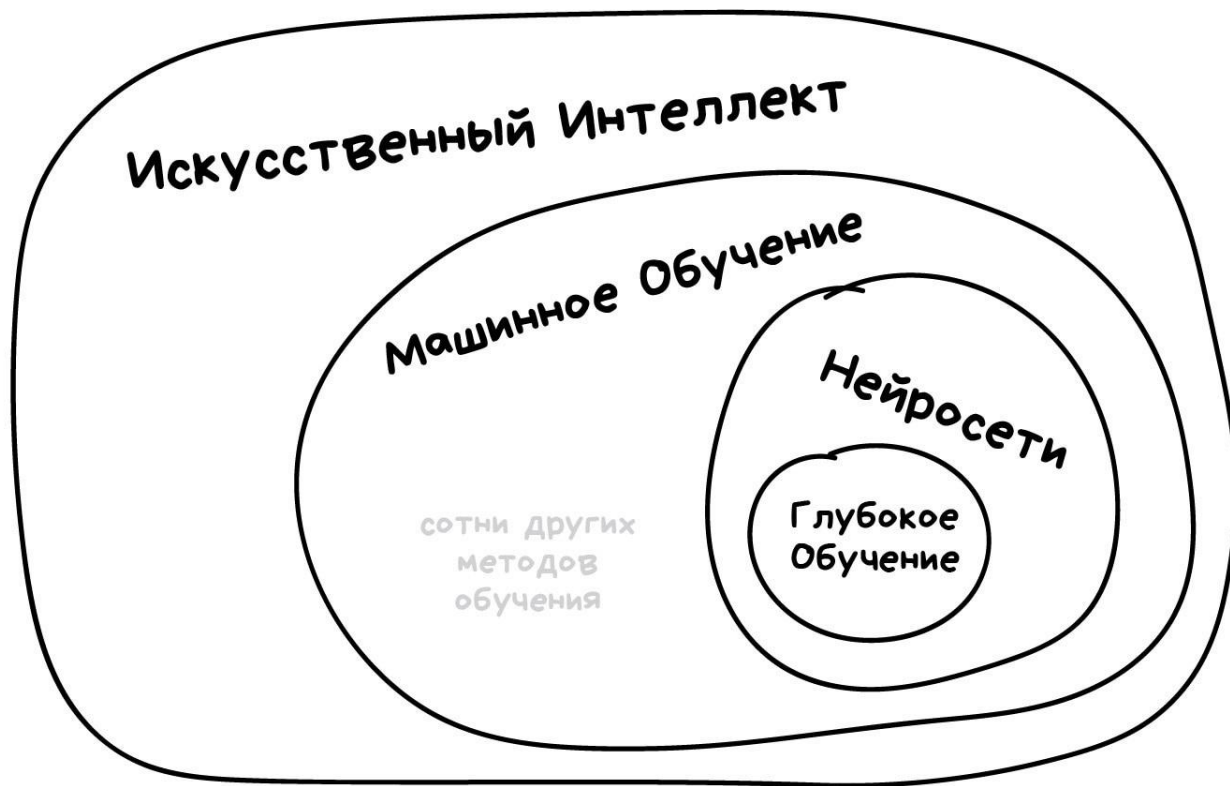 Искусственный Интеллект
Машинное Обучение
Нейросети
Глубокое
Обучение
сотни других
методов
обучения